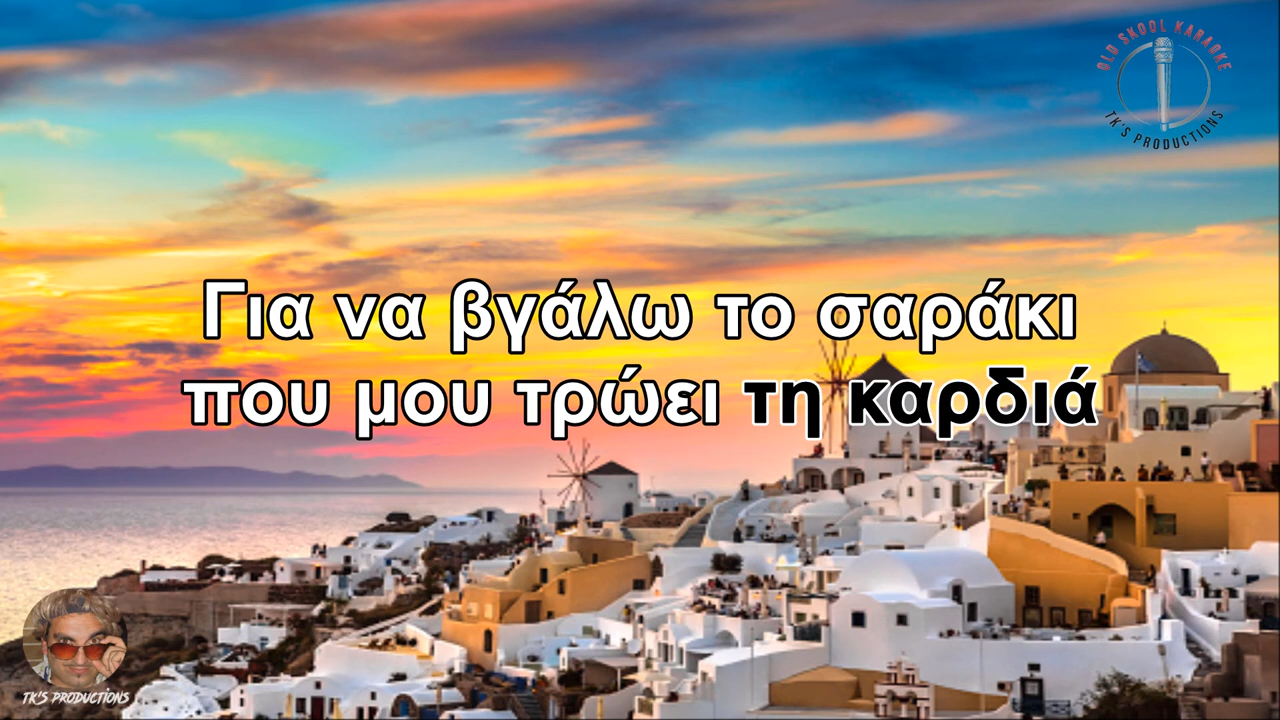 OLD SKOOL KARAOKE
TK'S PRODUCTIONS
Για να βγάλω το σαράκι
που μου τρώει τη καρδιά
TK'S PRODUCTIONS